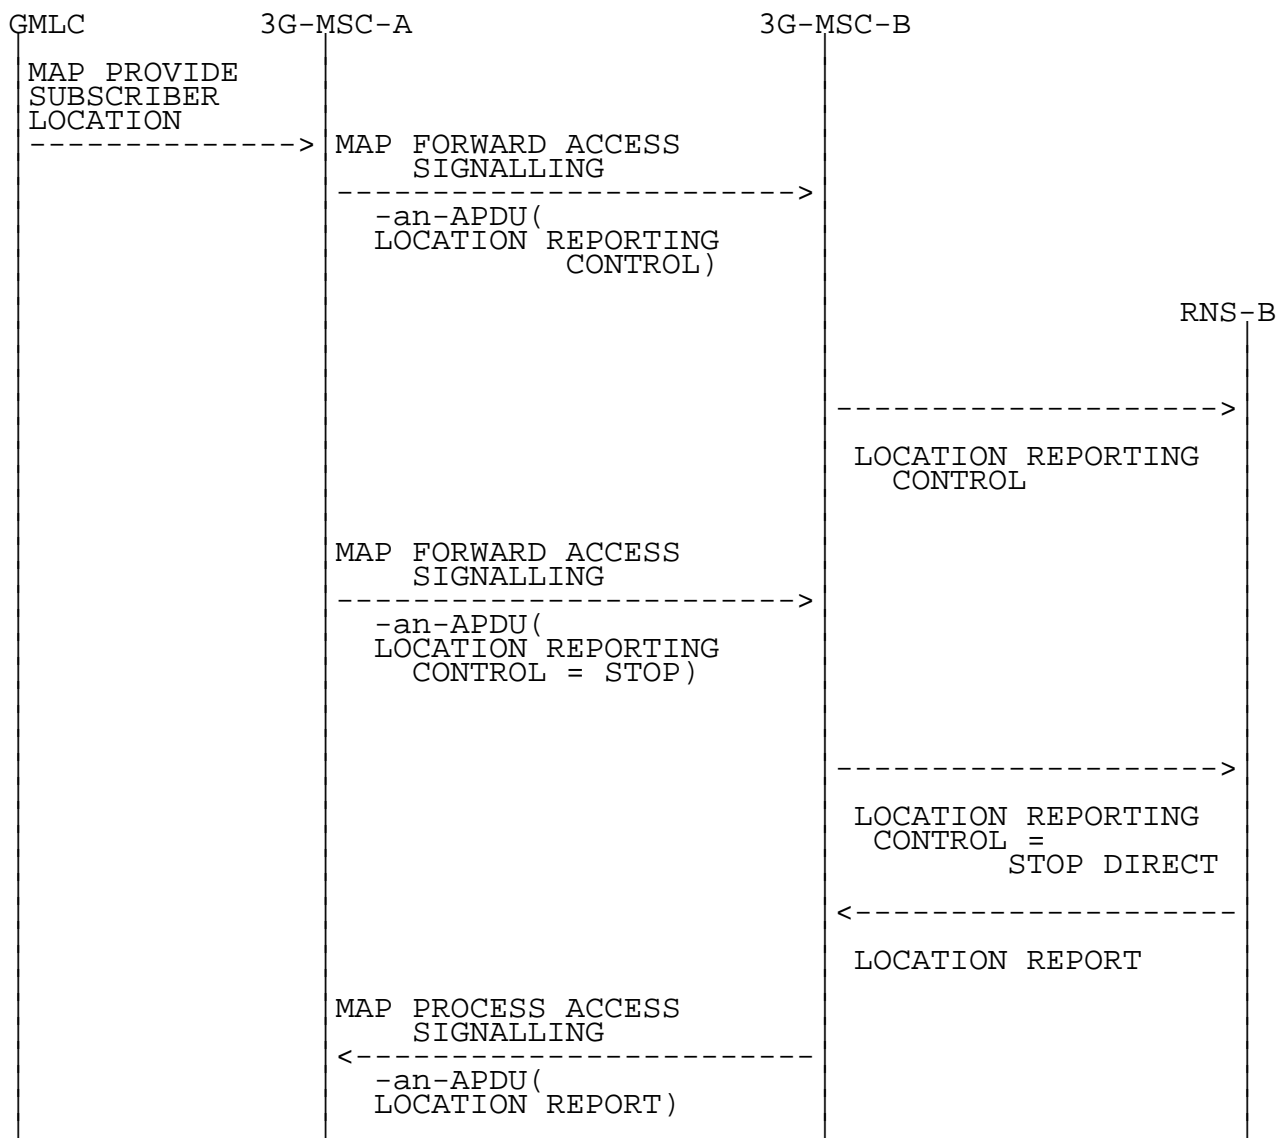 GMLC 3G-MSC-A 3G-MSC-B
MAP PROVIDE
SUBSCRIBER
LOCATION
--------------> MAP FORWARD ACCESS
SIGNALLING
------------------------>
-an-APDU(
LOCATION REPORTING
CONTROL)
RNS-B
-------------------->
LOCATION REPORTING
CONTROL
MAP FORWARD ACCESS
SIGNALLING
------------------------>
-an-APDU(
LOCATION REPORTING
CONTROL = STOP)
-------------------->
LOCATION REPORTING
CONTROL =
STOP DIRECT
<--------------------
LOCATION REPORT
MAP PROCESS ACCESS
SIGNALLING
<------------------------
-an-APDU(
LOCATION REPORT)